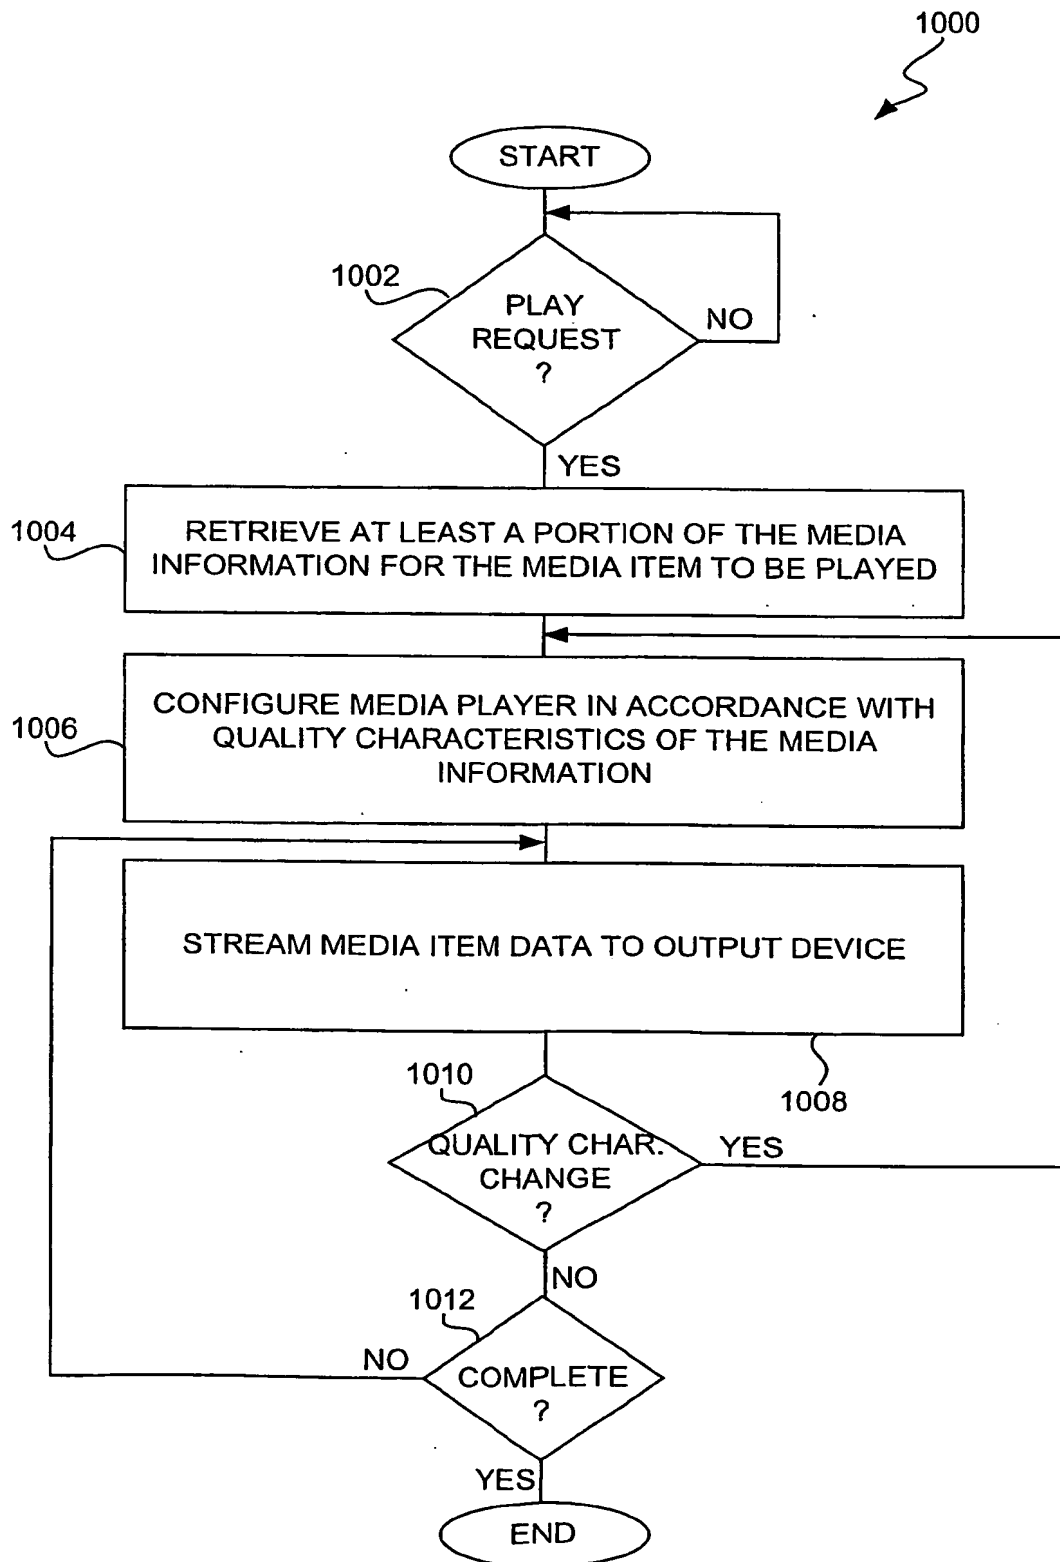 1000
START
1002
PLAY
REQUEST
?
NO
YES
1004
RETRIEVE AT LEAST A PORTION OF THE MEDIA
INFORMATION FOR THE MEDIA ITEM TO BE PLAYED
1006
CONFIGURE MEDIA PLAYER IN ACCORDANCE WITH
QUALITY CHARACTERISTICS OF THE MEDIA
INFORMATION
STREAM MEDIA ITEM DATA TO OUTPUT DEVICE
1008
1010
QUALITY CHAR.
CHANGE
?
YES
NO
1012
COMPLETE
?
NO
YES
END